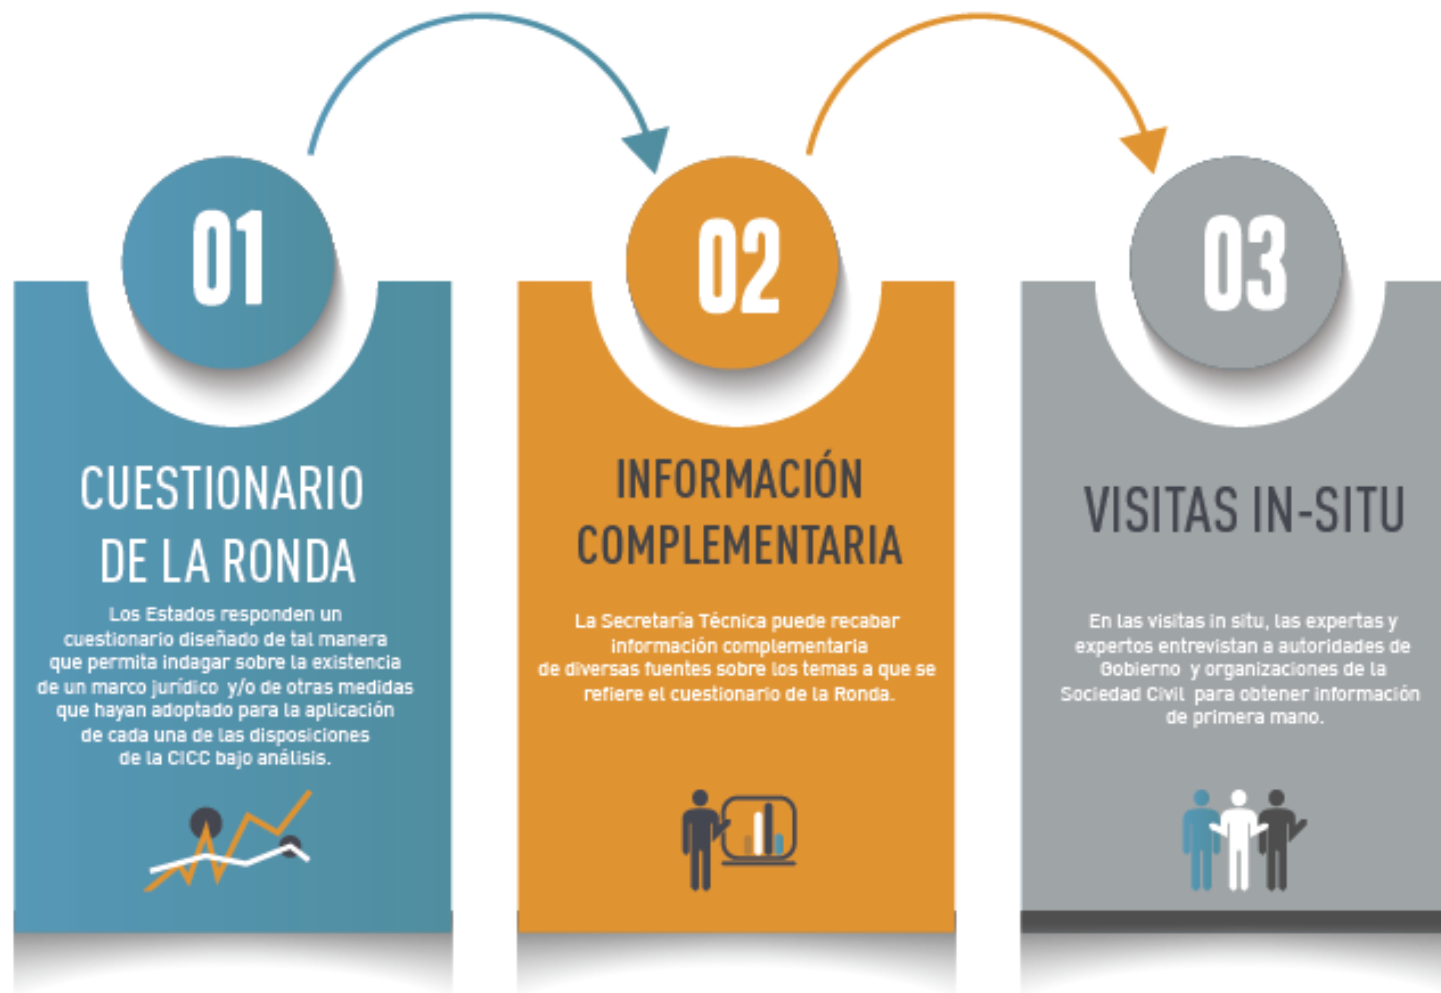 01
CUESTIONARIO
DE LA RONDA
Los Estados responden un
cuestionario diseñado de tal manera
que permita indagar sobre la existencia
de un marco jurídico y/o de otras medidas
que hayan adoptado para la aplicación
de cada una de las disposiciones
de la CICC bajo análisis.
02
INFORMACIÓN
COMPLEMENTARIA
La Secretaría Técnica puede recabar
información complementaria
de diversas fuentes sobre los temas a que se
refiere el cuestionario de la Ronda.
03
VISITAS IN-SITU
En las visitas in situ, las expertas y
expertos entrevistan a autoridades de
Gobierno y organizaciones de la
Sociedad Civil para obtener información
de primera mano.